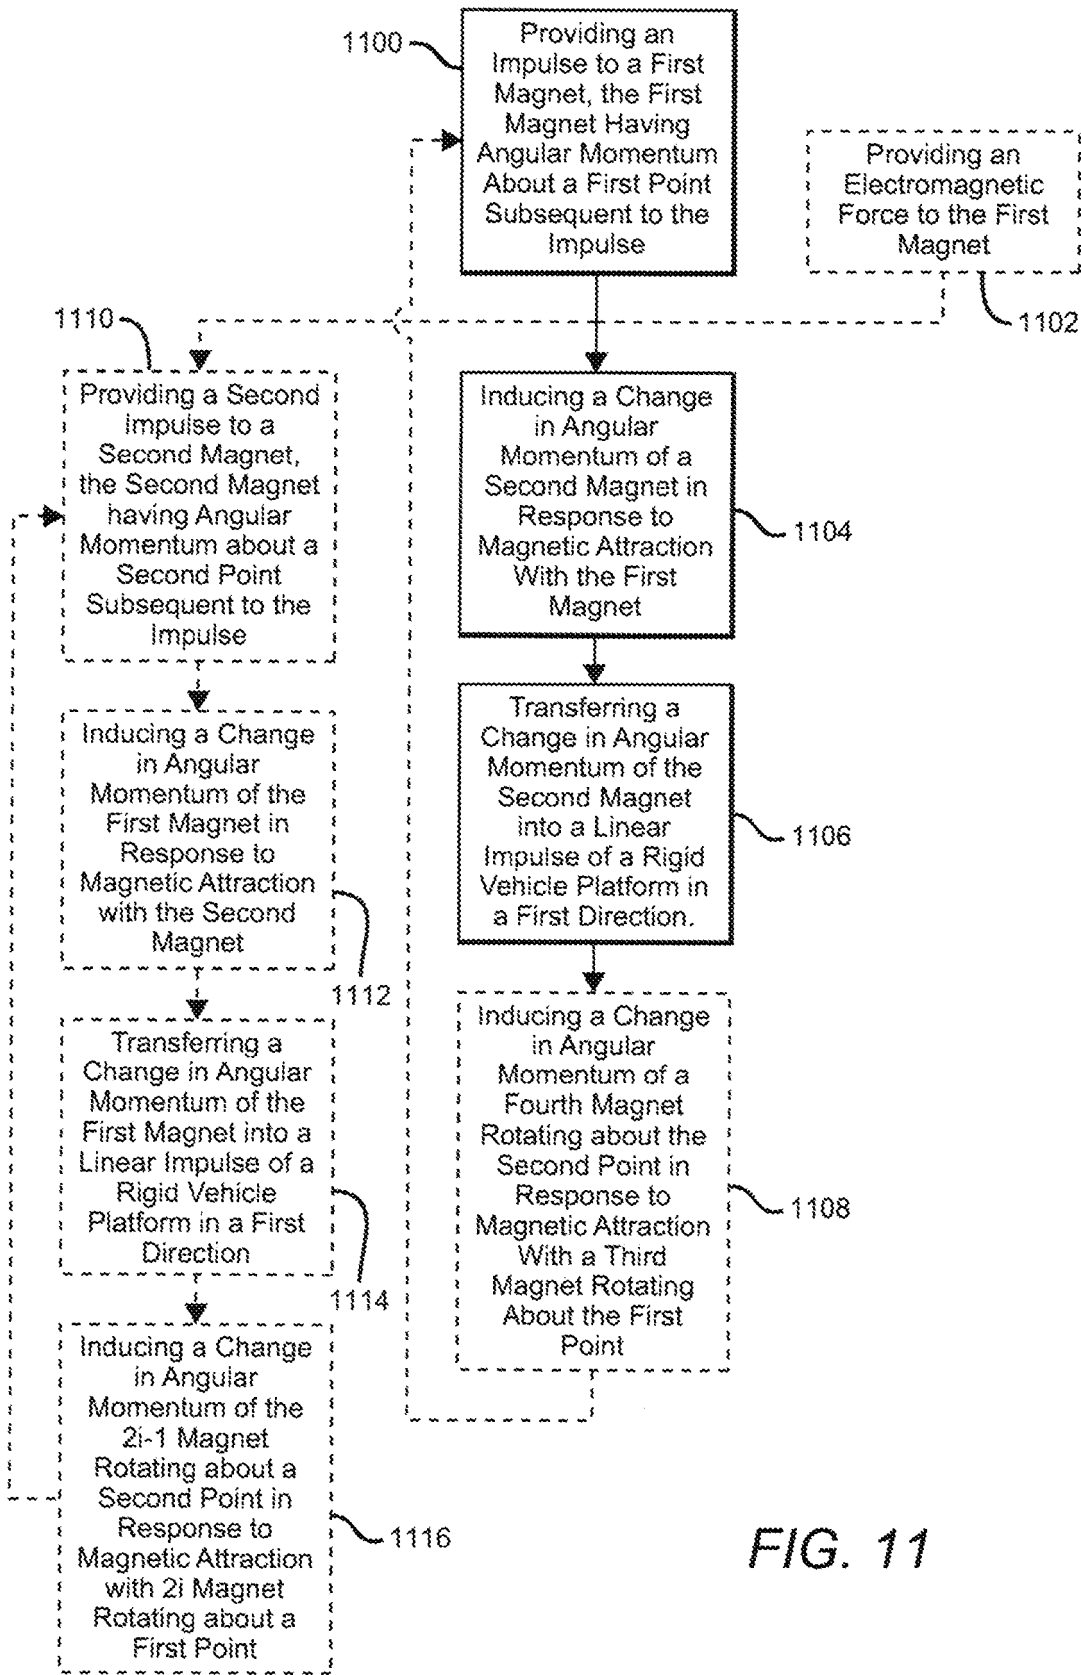 1100
Providing an
Impulse to a First
Magnet, the First
Magnet Having
Angular Momentum
About a First Point
Subsequent to the
Impulse
Providing an
Electromagnetic
Force to the First
Magnet
1102
1110
Providing a Second
Impulse to a
Second Magnet,
the Second Magnet
having Angular
Momentum about a
Second Point
Subsequent to the
Impulse
Inducing a Change
in Angular
Momentum of a
Second Magnet in
Response to
Magnetic Attraction
With the First
Magnet
1104
Transferring a
Change in Angular
Momentum of the
Second Magnet
into a Linear
Impulse of a Rigid
Vehicle Platform in
a First Direction.
1106
Inducing a Change
in Angular
Momentum of the
First Magnet in
Response to
Magnetic Attraction
with the Second
Magnet
1112
Inducing a Change
in Angular
Momentum of a
Fourth Magnet
Rotating about the
Second Point in
Response to
Magnetic Attraction
With a Third
Magnet Rotating
About the First
Point
1108
Transferring a
Change in Angular
Momentum of the
First Magnet into a
Linear Impulse of a
Rigid Vehicle
Platform in a First
Direction
1114
Inducing a Change
in Angular
Momentum of the
2i-1 Magnet
Rotating about a
Second Point in
Response to
Magnetic Attraction
with 2i Magnet
Rotating about a
First Point
1116
FIG. 11